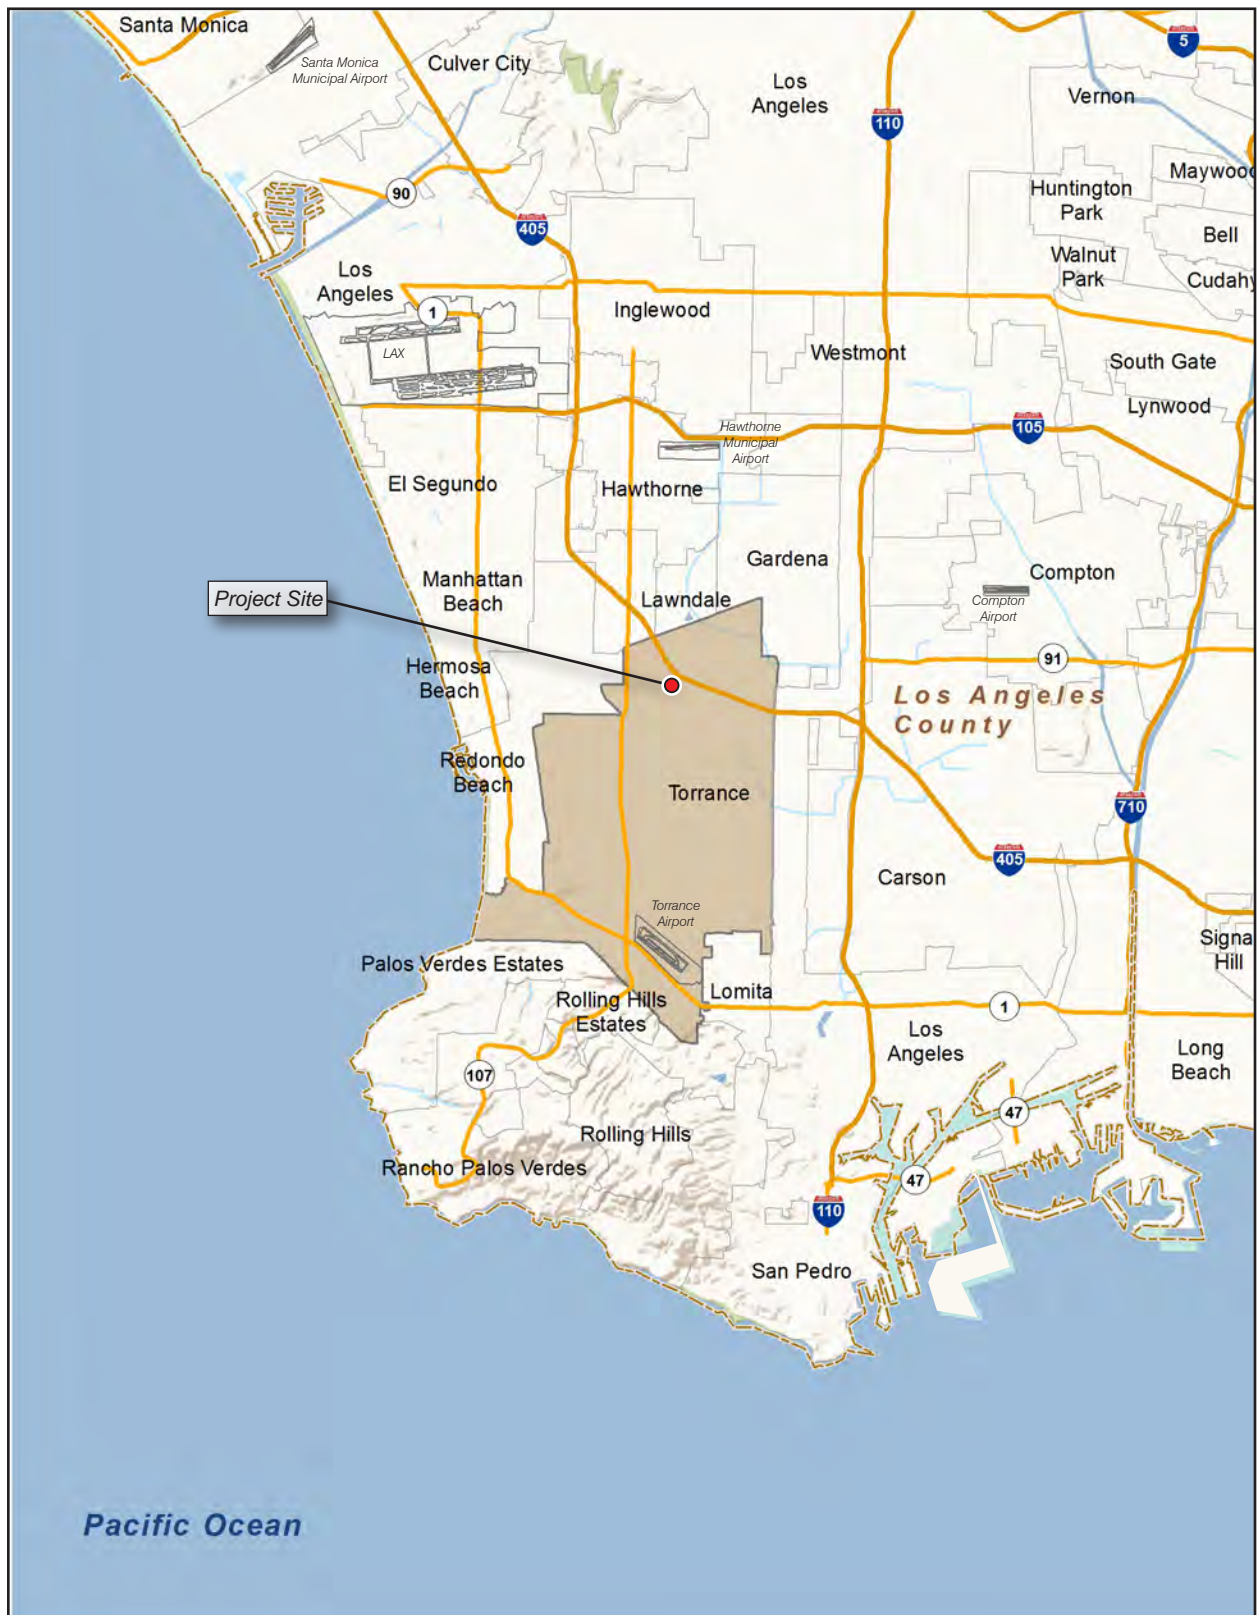 Santa Monica
Santa Monica
Municipal Airport
Culver City
Los
Angeles
5
110
Vernon
Maywood
Huntington
Park
90
405
Bell
Walnut
Park
Los
Angeles
Cudahy
1
Inglewood
LAX
Westmont
South Gate
Lynwood
Hawthorne
Municipal
Airport
105
El Segundo
Hawthorne
Gardena
Manhattan
Beach
Compton
Project Site
Lawndale
Compton
Airport
Hermosa
Beach
91
Los Angeles
County
Redondo
Beach
Torrance
710
405
Carson
Torrance
Airport
Signa
Hill
Palos Verdes Estates
Rolling Hills
Estates
Lomita
1
Los
Angeles
Long
Beach
107
47
Rolling Hills
Rancho Palos Verdes
47
110
San Pedro
Pacific Ocean